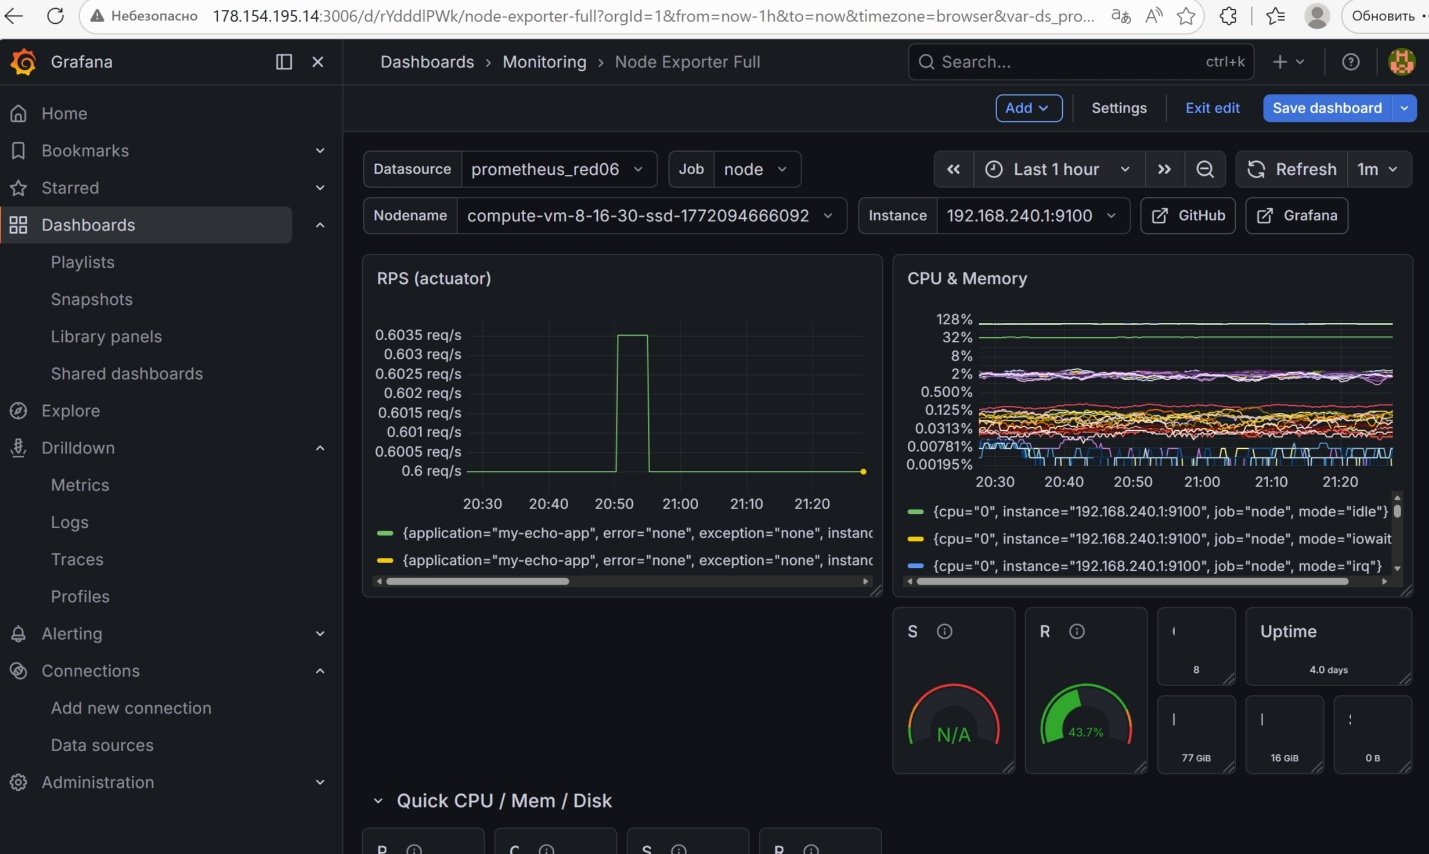 Небезопасно 178.154.195.14:3006/d/rYdddlPWk/node-exporter-full?orgId=1&from=now-1h&to=now&timezone=browser&var-ds_pro... Обновить
Grafana
Dashboards › Monitoring › Node Exporter Full
Search... ctrl+k
Add
Settings
Exit edit
Save dashboard
Home
Bookmarks
Starred
Dashboards
Playlists
Snapshots
Library panels
Shared dashboards
Explore
Drilldown
Metrics
Logs
Traces
Profiles
Alerting
Connections
Add new connection
Data sources
Administration
Datasource prometheus_red06
Job node
Last 1 hour
Refresh 1m
Nodename compute-vm-8-16-30-ssd-1772094666092
Instance 192.168.240.1:9100
GitHub
Grafana
RPS (actuator)
0.6035 req/s
0.603 req/s
0.6025 req/s
0.602 req/s
0.6015 req/s
0.601 req/s
0.6005 req/s
0.6 req/s
20:30 20:40 20:50 21:00 21:10 21:20
{application="my-echo-app", error="none", exception="none", instanc
{application="my-echo-app", error="none", exception="none", instanc
CPU & Memory
128%
32%
8%
2%
0.500%
0.125%
0.0313%
0.00781%
0.00195%
20:30 20:40 20:50 21:00 21:10 21:20
{cpu="0", instance="192.168.240.1:9100", job="node", mode="idle"}
{cpu="0", instance="192.168.240.1:9100", job="node", mode="iowait
{cpu="0", instance="192.168.240.1:9100", job="node", mode="irq"}
S
N/A
R
43.7%
8
Uptime
4.0 days
77 GiB
16 GiB
0 B
Quick CPU / Mem / Disk
P
C
S
R